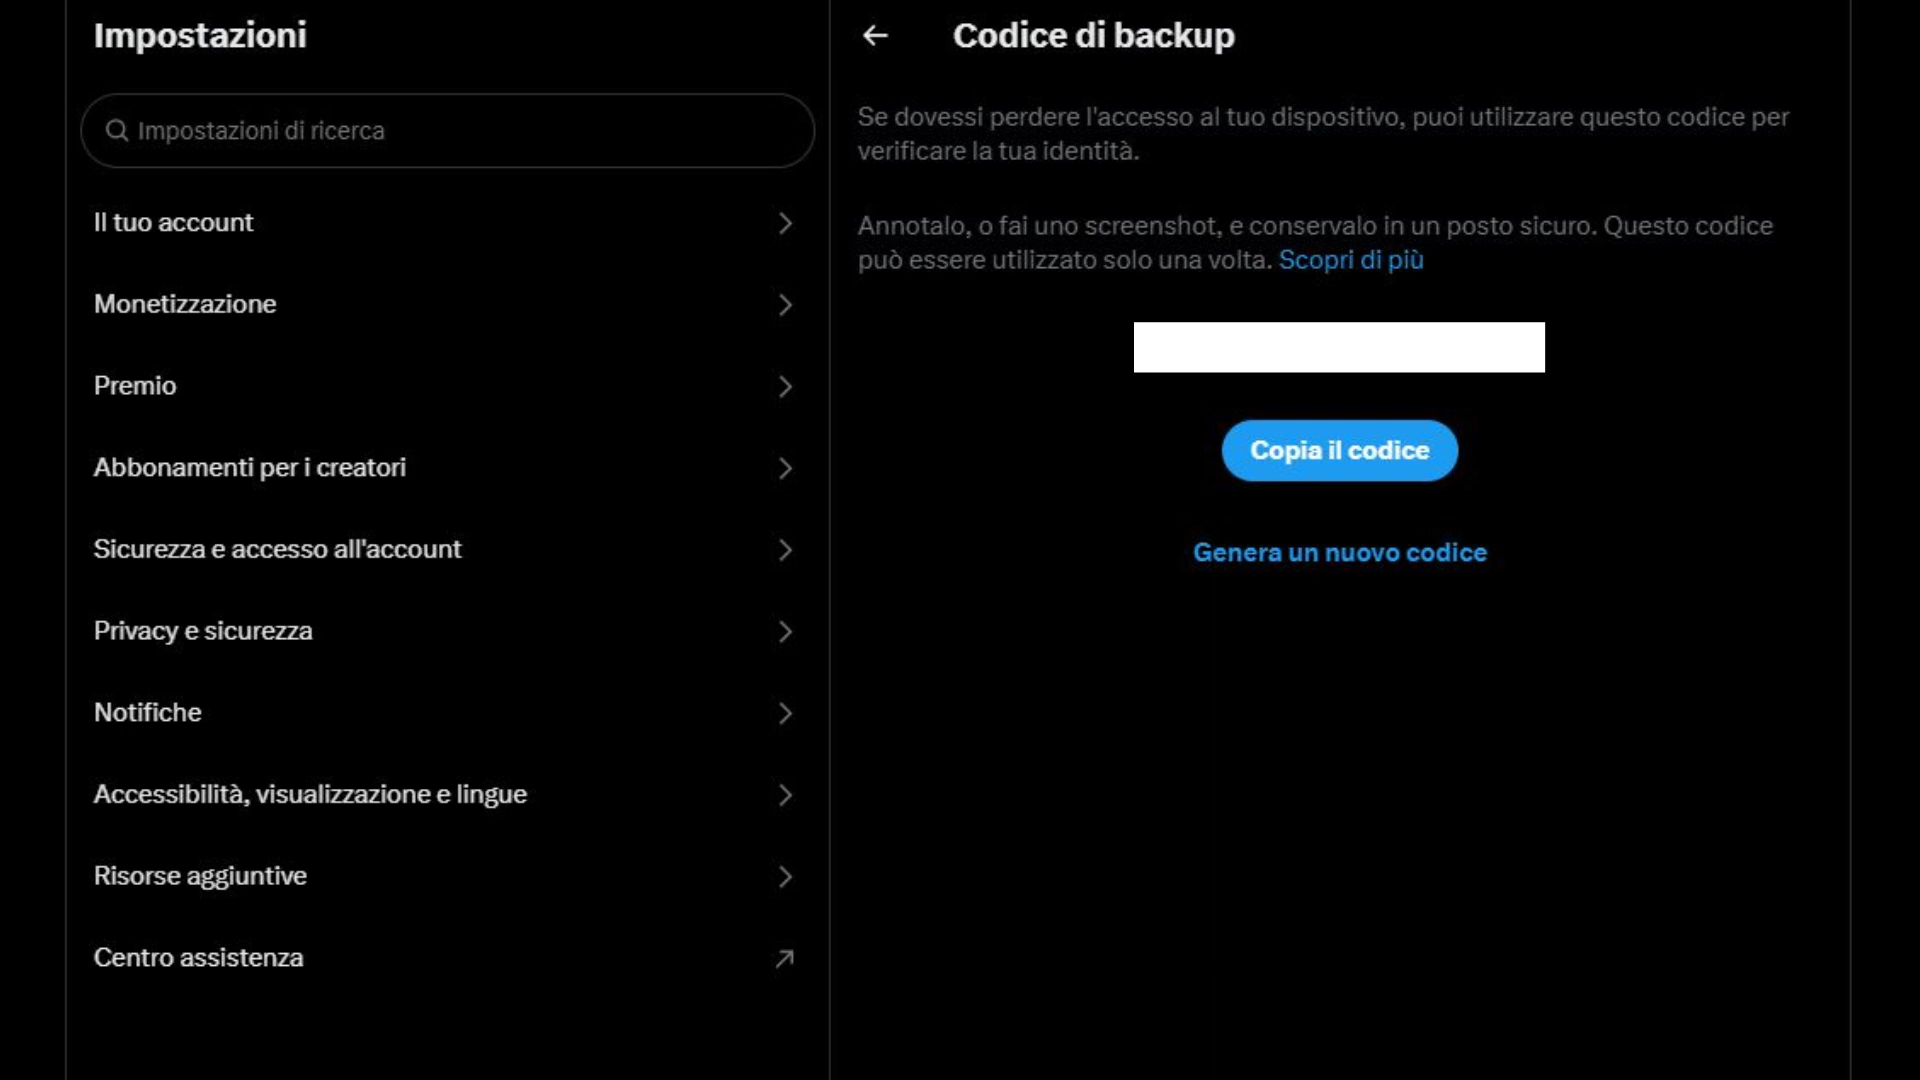 Impostazioni
Impostazioni di ricerca
Il tuo account
Monetizzazione
Premio
Abbonamenti per i creatori
Sicurezza e accesso all'account
Privacy e sicurezza
Notifiche
Accessibilità, visualizzazione e lingue
Risorse aggiuntive
Centro assistenza
Codice di backup
Se dovessi perdere l'accesso al tuo dispositivo, puoi utilizzare questo codice per
verificare la tua identità.
Annotalo, o fai uno screenshot, e conservalo in un posto sicuro. Questo codice
può essere utilizzato solo una volta. Scopri di più
Copia il codice
Genera un nuovo codice